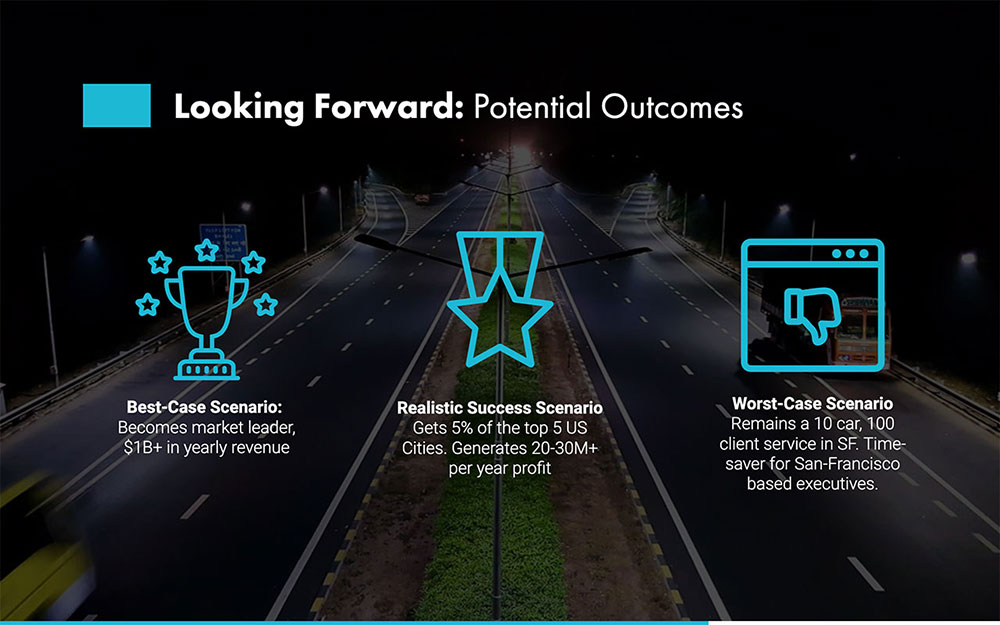 Looking Forward: Potential Outcomes
Best-Case Scenario:
Becomes market leader,
$1B+ in yearly revenue
Realistic Success Scenario
Gets 5% of the top 5 US
Cities. Generates 20-30M+
per year profit
Worst-Case Scenario
Remains a 10 car, 100
client service in SF. Time-
saver for San-Francisco
based executives.